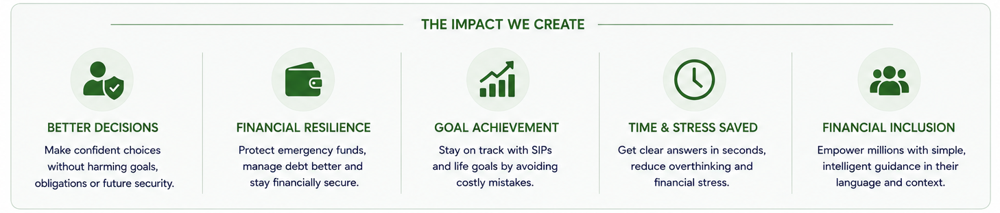 THE IMPACT WE CREATE
BETTER DECISIONS
Make confident choices
without harming goals,
obligations or future security.
FINANCIAL RESILIENCE
Protect emergency funds,
manage debt better and
stay financially secure.
GOAL ACHIEVEMENT
Stay on track with SIPs
and life goals by avoiding
costly mistakes.
TIME & STRESS SAVED
Get clear answers in seconds,
reduce overthinking and
financial stress.
FINANCIAL INCLUSION
Empower millions with simple,
intelligent guidance in their
language and context.